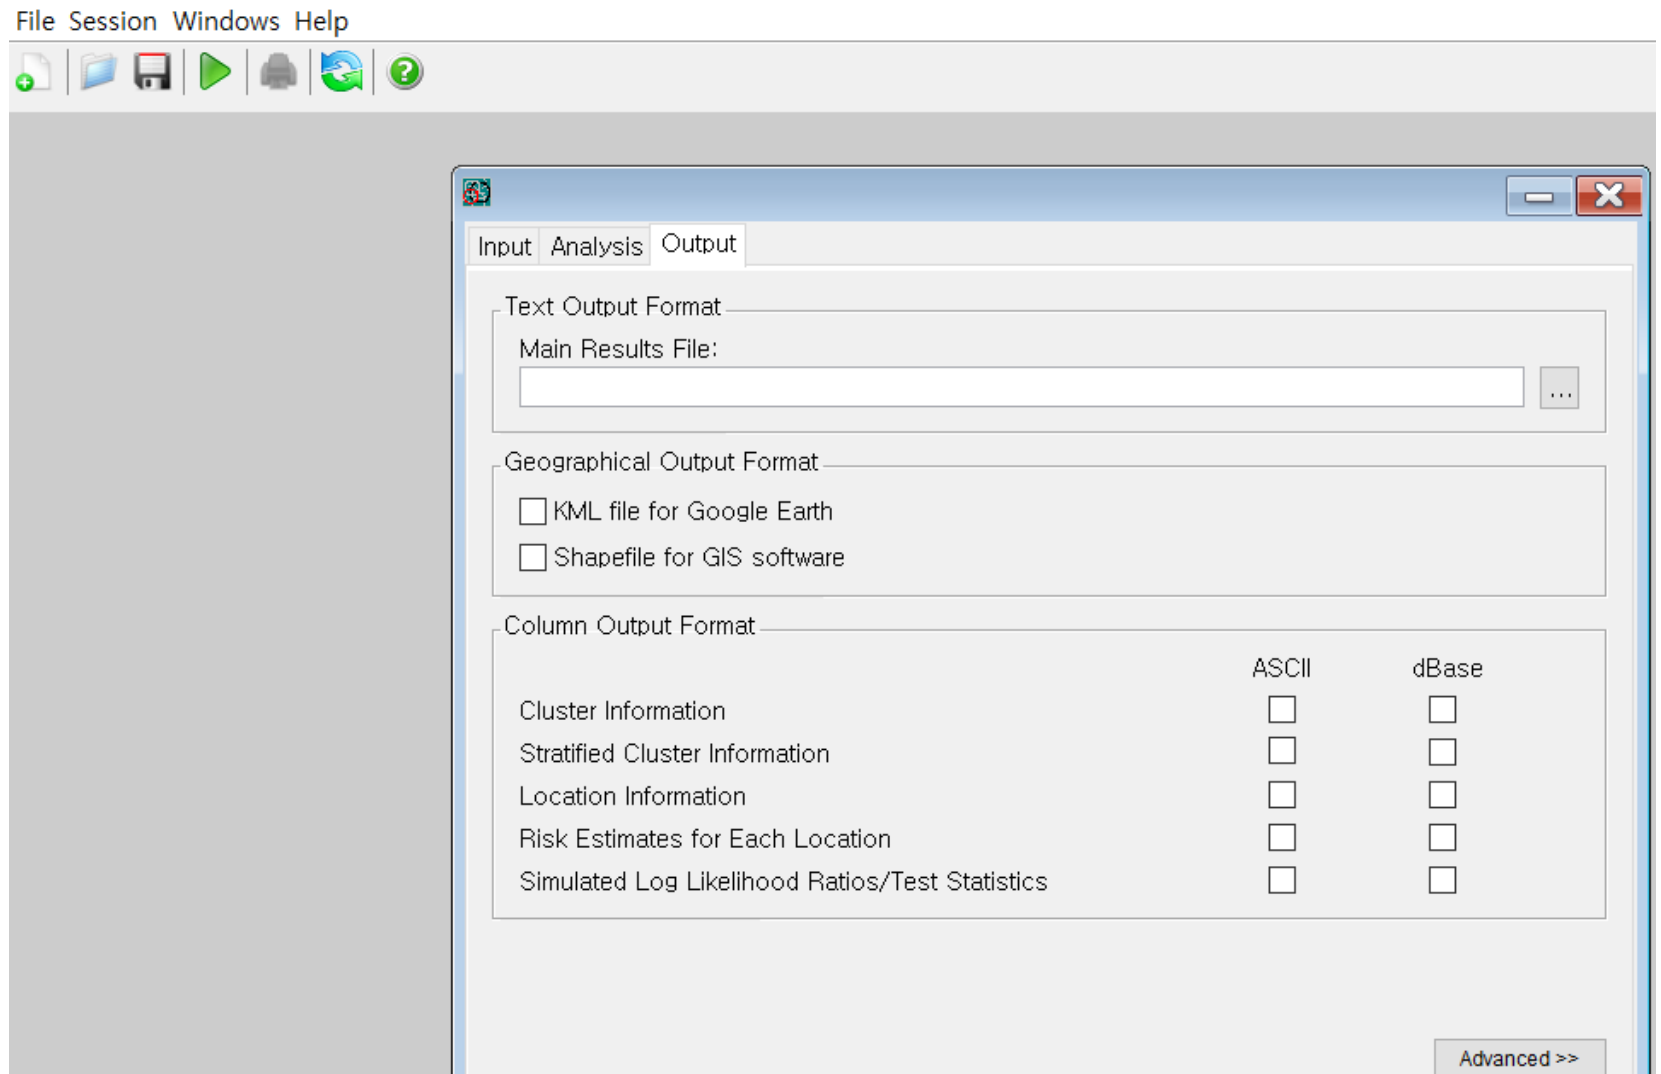 File Session Windows Help
Input Analysis Output
Text Output Format
Main Results File:
...
Geographical Output Format
KML file for Google Earth
Shapefile for GIS software
Column Output Format
ASCII dBase
Cluster Information
Stratified Cluster Information
Location Information
Risk Estimates for Each Location
Simulated Log Likelihood Ratios/Test Statistics
Advanced >>